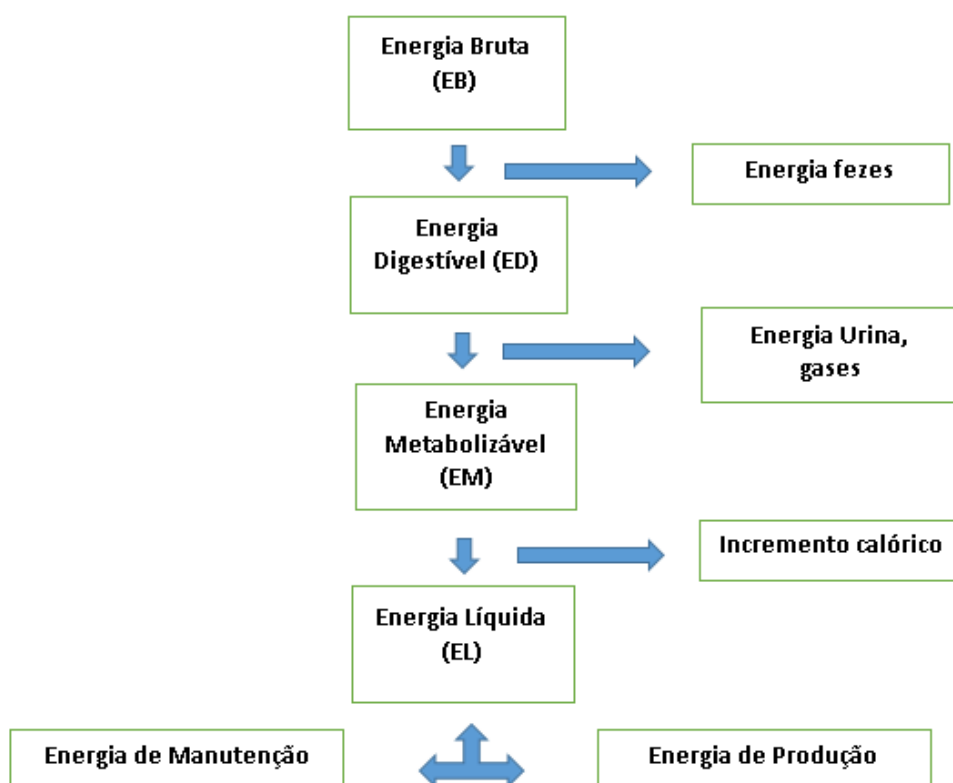 Energia Bruta
(EB)
Energia fezes
Energia
Digestível (ED)
Energia Urina,
gases
Energia
Metabolizável
(EM)
Incremento calórico
Energia Líquida
(EL)
Energia de Manutenção
Energia de Produção